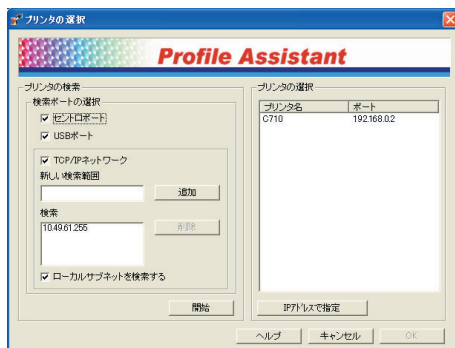 プリンタの選択
Profile Assistant
プリンタの検索
検索ポートの選択
セントロポート
USBポート
TCP/IPネットワーク
新しい検索範囲
追加
検索
10.49.61.255
削除
ローカルサブネットを検索する
開始
プリンタの選択
プリンタ名 ポート
C710 192.168.0.2
IPアドレスで指定
ヘルプ キャンセル OK